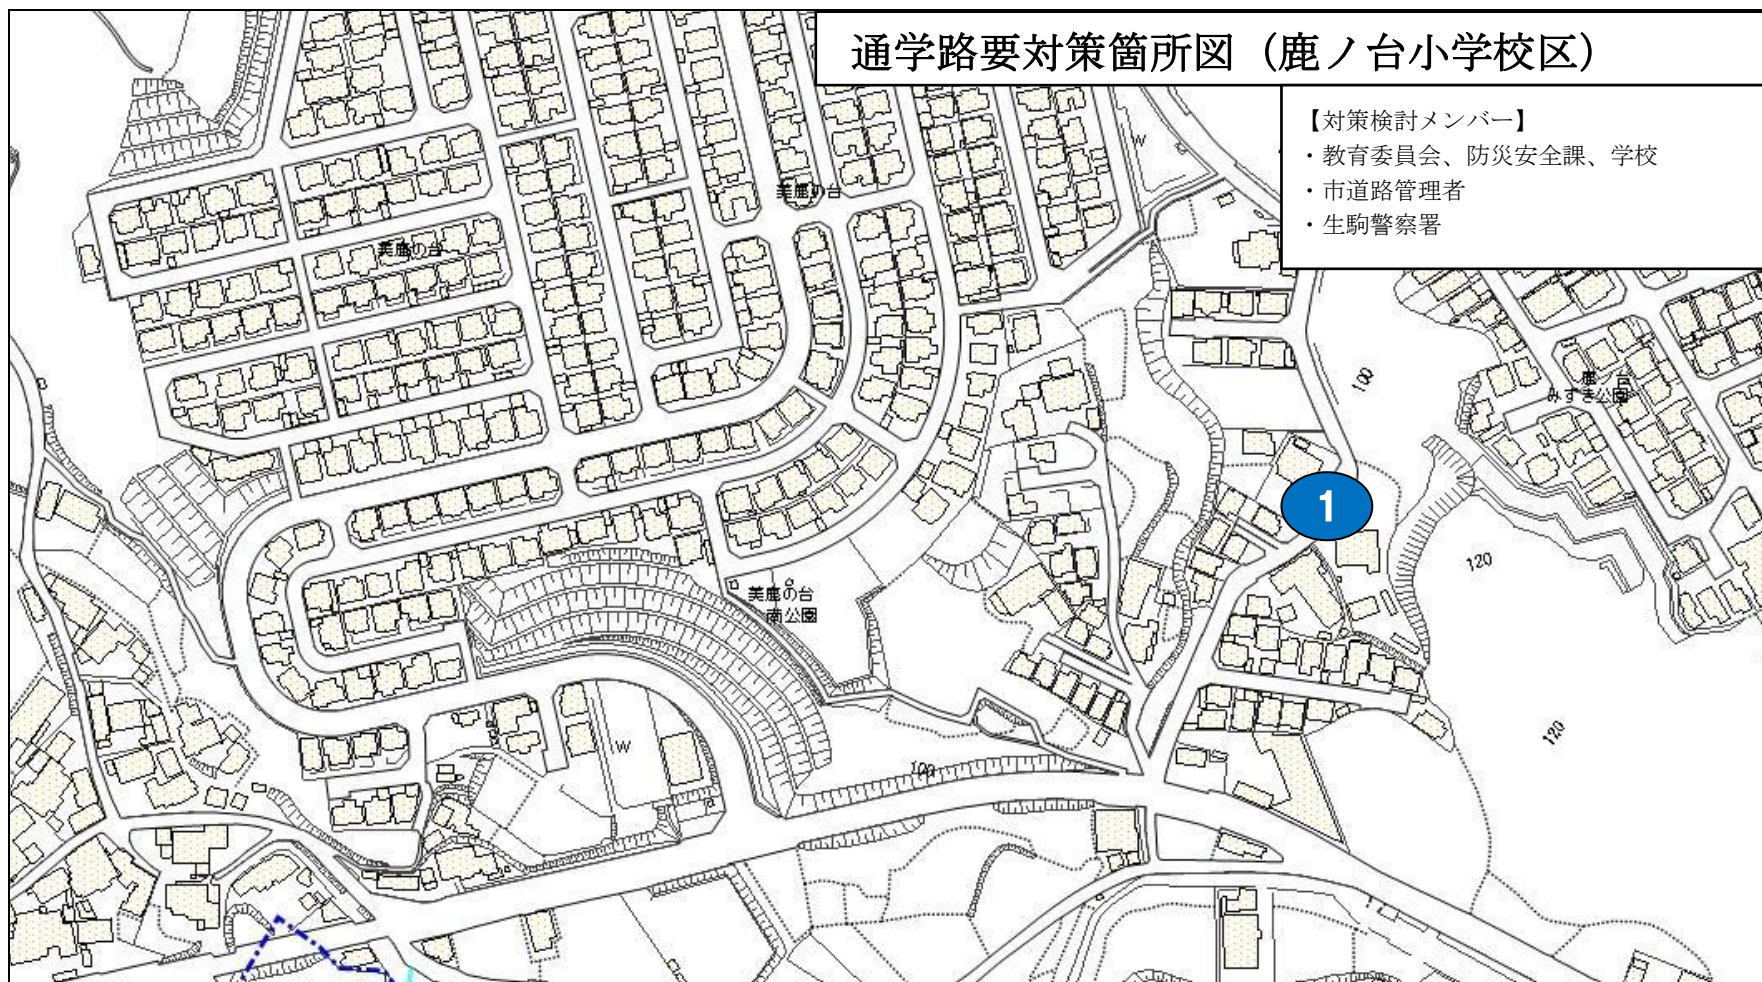 通学路要対策箇所図（鹿ノ台小学校区）
【対策検討メンバー】
・教育委員会、防災安全課、学校
・市道路管理者
・生駒警察署
W
美鹿の台
美鹿の台
100
鹿ノ台
みずき公園
1
120
美鹿の台
南公園
120
W
100